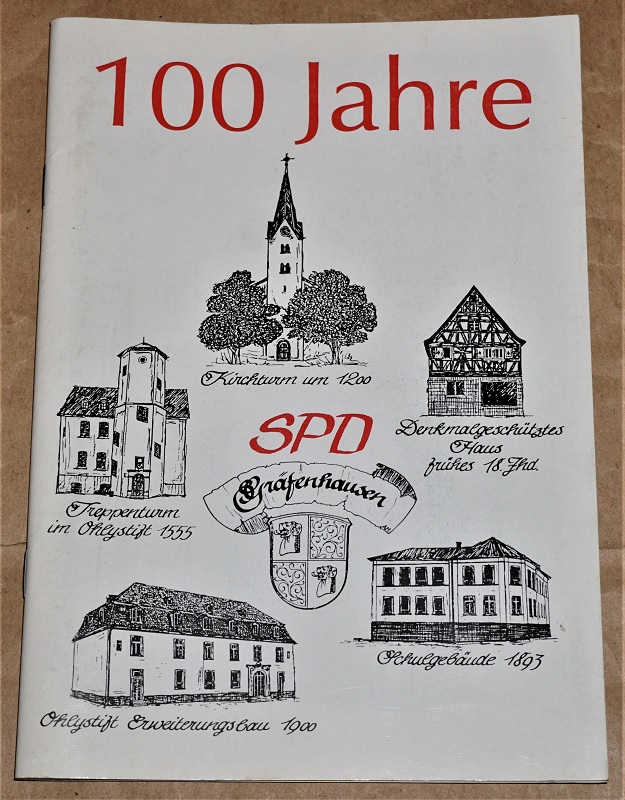 100 Jahre
Kirchturm um 1200
Denkmalgeschütztes
Haus
frühes 18 Jhd.
SPD
Gräfenhausen
Treppenturm
im Ohlystift 1555
Schulgebäude 1893
Ohlystift Erweiterungsbau 1900